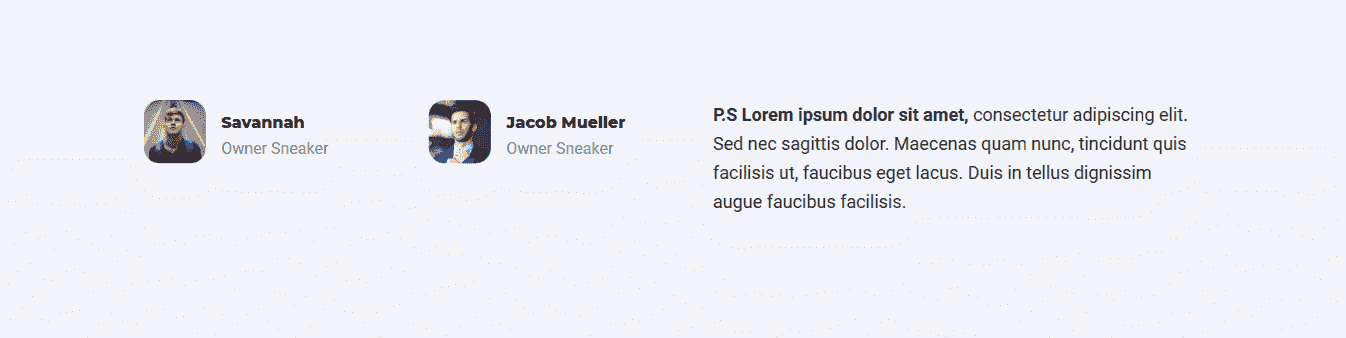 Savannah
Owner Sneaker
Jacob Mueller
Owner Sneaker
P.S Lorem ipsum dolor sit amet, consectetur adipiscing elit.
Sed nec sagittis dolor. Maecenas quam nunc, tincidunt quis
facilisis ut, faucibus eget lacus. Duis in tellus dignissim
augue faucibus facilisis.